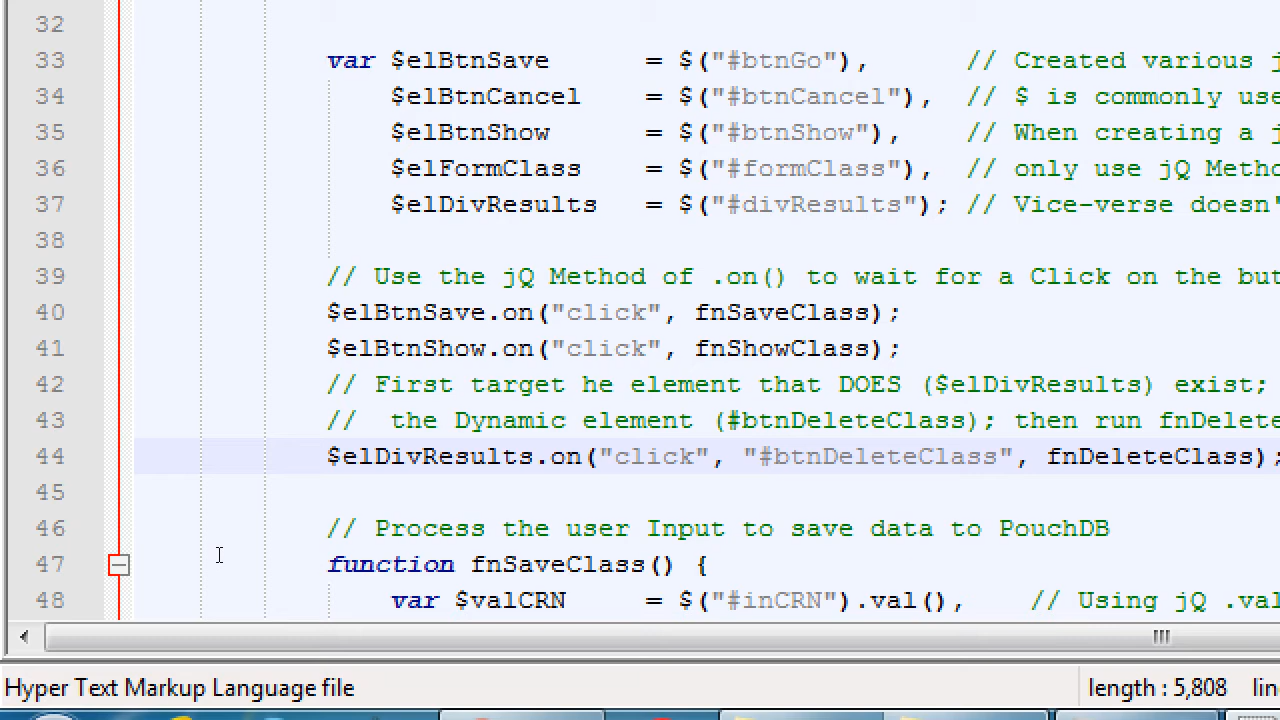 32
33 var $elBtnSave = $("#btnGo"), // Created various j
34 $elBtnCancel = $("#btnCancel"), // $ is commonly use
35 $elBtnShow = $("#btnShow"), // When creating a j
36 $elFormClass = $("#formClass"), // only use jQ Metho
37 $elDivResults = $("#divResults"); // Vice-verse doesn'
38
39 // Use the jQ Method of .on() to wait for a Click on the but
40 $elBtnSave.on("click", fnSaveClass);
41 $elBtnShow.on("click", fnShowClass);
42 // First target he element that DOES ($elDivResults) exist;
43 // the Dynamic element (#btnDeleteClass); then run fnDelete
44 $elDivResults.on("click", "#btnDeleteClass", fnDeleteClass);
45
46 // Process the user Input to save data to PouchDB
47 function fnSaveClass() {
48 var $valCRN = $("#inCRN").val(), // Using jQ .val
Hyper Text Markup Language file length : 5,808 lin